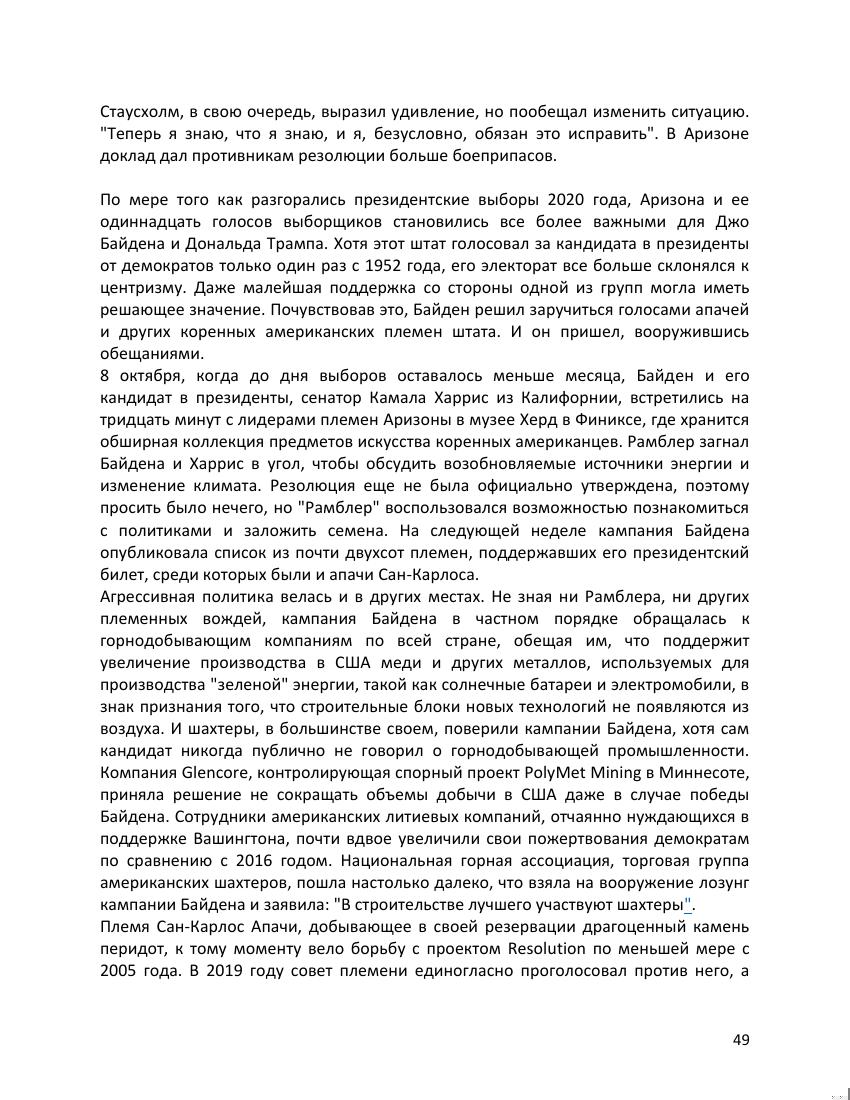 Стаусхолм, в свою очередь, выразил удивление, но пообещал изменить ситуацию.
"Теперь я знаю, что я знаю, и я, безусловно, обязан это исправить". В Аризоне
доклад дал противникам резолюции больше боеприпасов.
По мере того как разгорались президентские выборы 2020 года, Аризона и ее
одиннадцать голосов выборщиков становились все более важными для Джо
Байдена и Дональда Трампа. Хотя этот штат голосовал за кандидата в президенты
от демократов только один раз с 1952 года, его электорат все больше склонялся к
центризму. Даже малейшая поддержка со стороны одной из групп могла иметь
решающее значение. Почувствовав это, Байден решил заручиться голосами апачей
и других коренных американских племен штата. И он пришел, вооружившись
обещаниями.
8 октября, когда до дня выборов оставалось меньше месяца, Байден и его
кандидат в президенты, сенатор Камала Харрис из Калифорнии, встретились на
тридцать минут с лидерами племен Аризоны в музее Херд в Финиксе, где хранится
обширная коллекция предметов искусства коренных американцев. Рамблер загнал
Байдена и Харрис в угол, чтобы обсудить возобновляемые источники энергии и
изменение климата. Резолюция еще не была официально утверждена, поэтому
просить было нечего, но "Рамблер" воспользовался возможностью познакомиться
с политиками и заложить семена. На следующей неделе кампания Байдена
опубликовала список из почти двухсот племен, поддержавших его президентский
билет, среди которых были и апачи Сан-Карлоса.
Агрессивная политика велась и в других местах. Не зная ни Рамблера, ни других
племенных вождей, кампания Байдена в частном порядке обращалась к
горнодобывающим компаниям по всей стране, обещая им, что поддержит
увеличение производства в США меди и других металлов, используемых для
производства "зеленой" энергии, такой как солнечные батареи и электромобили, в
знак признания того, что строительные блоки новых технологий не появляются из
воздуха. И шахтеры, в большинстве своем, поверили кампании Байдена, хотя сам
кандидат никогда публично не говорил о горнодобывающей промышленности.
Компания Glencore, контролирующая спорный проект PolyMet Mining в Миннесоте,
приняла решение не сокращать объемы добычи в США даже в случае победы
Байдена. Сотрудники американских литиевых компаний, отчаянно нуждающихся в
поддержке Вашингтона, почти вдвое увеличили свои пожертвования демократам
по сравнению с 2016 годом. Национальная горная ассоциация, торговая группа
американских шахтеров, пошла настолько далеко, что взяла на вооружение лозунг
кампании Байдена и заявила: "В строительстве лучшего участвуют шахтеры".
Племя Сан-Карлос Апачи, добывающее в своей резервации драгоценный камень
перидот, к тому моменту вело борьбу с проектом Resolution по меньшей мере с
2005 года. В 2019 году совет племени единогласно проголосовал против него, а
49